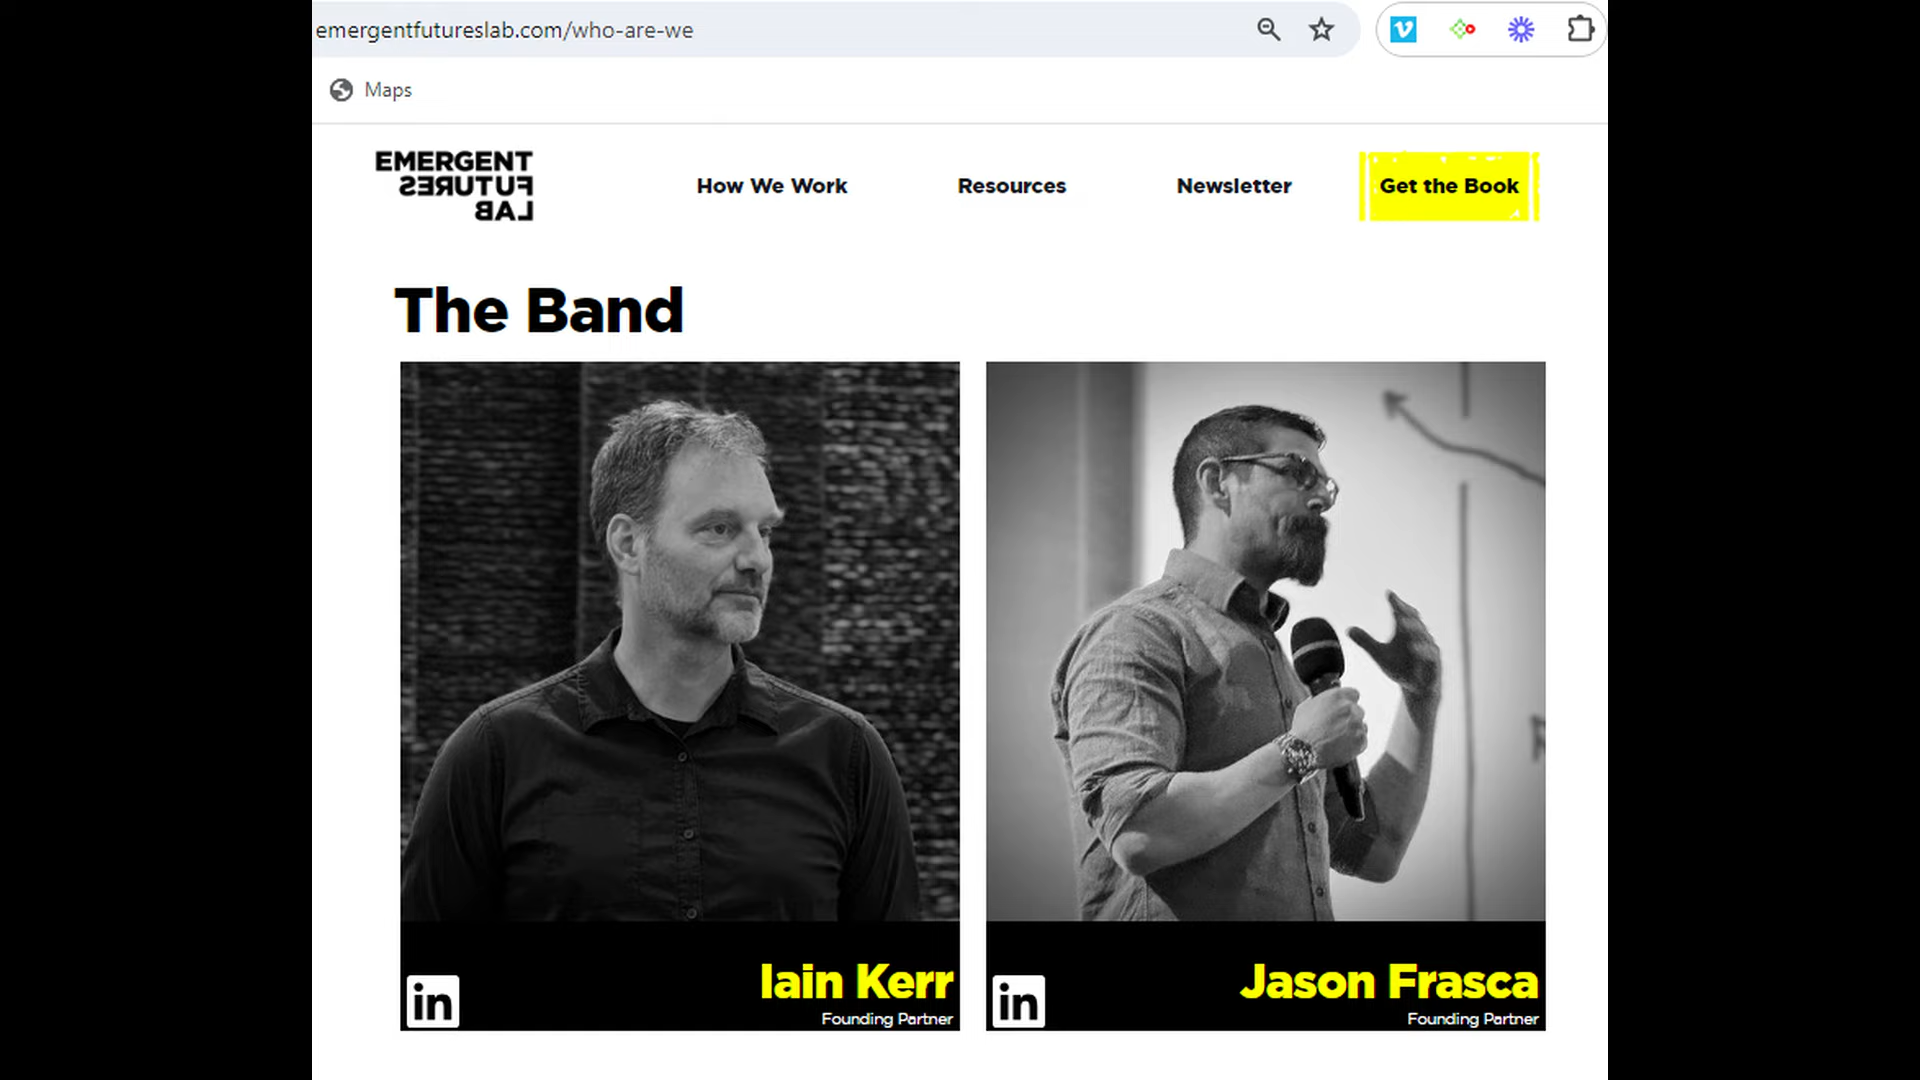 emergentfutureslab.com/who-are-we
Maps
EMERGENT
FUTURES
LAB
How We Work
Resources
Newsletter
Get the Book
The Band
in
Iain Kerr
Founding Partner
in
Jason Frasca
Founding Partner